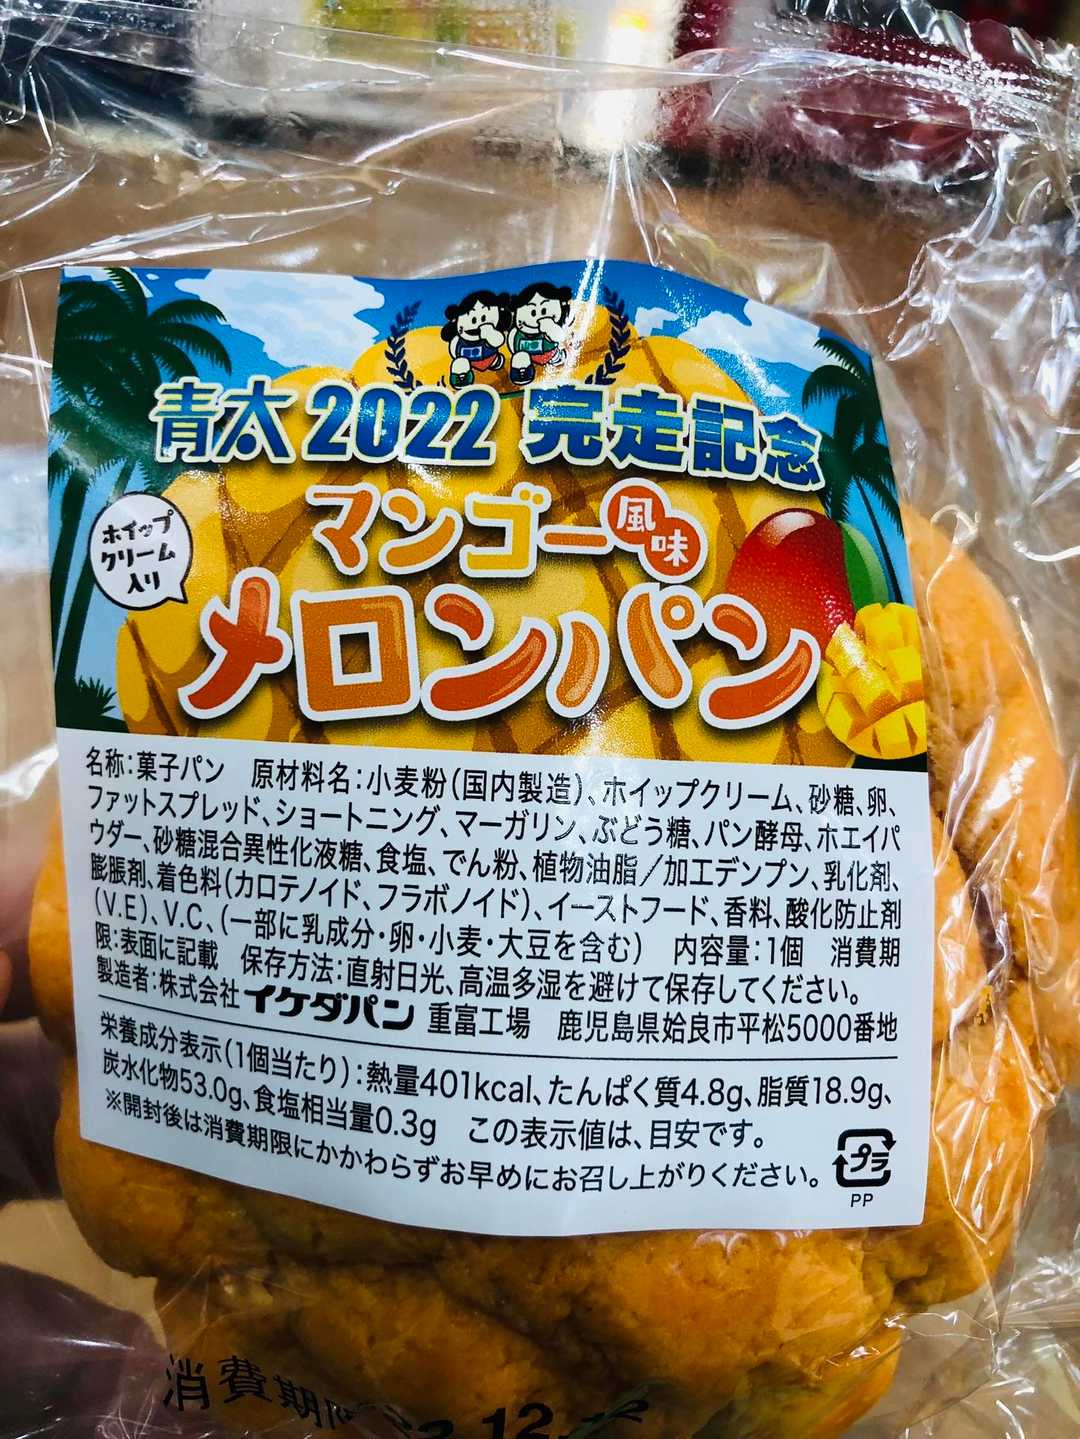 青太2022 完走記念
マンゴー風味
ホイップ
クリーム
入り
メロンパン
名称:菓子パン 原材料名:小麦粉(国内製造)、ホイップクリーム、砂糖、卵、
ファットスプレッド、ショートニング、マーガリン、ぶどう糖、パン酵母、ホエイパ
ウダー、砂糖混合異性化液糖、食塩、でん粉、植物油脂/加工デンプン、乳化剤、
膨脹剤、着色料(カロテノイド、フラボノイド)、イーストフード、香料、酸化防止剤
(V.E)、V.C、(一部に乳成分・卵・小麦・大豆を含む) 内容量:1個 消費期
限:表面に記載 保存方法:直射日光、高温多湿を避けて保存してください。
製造者:株式会社イケダパン 重富工場 鹿児島県姶良市平松5000番地
栄養成分表示(1個当たり):熱量401kcal、たんぱく質4.8g、脂質18.9g、
炭水化物53.0g、食塩相当量0.3g この表示値は、目安です。
※開封後は消費期限にかかわらずお早めにお召し上がりください。
プラ
PP
消費期限 12